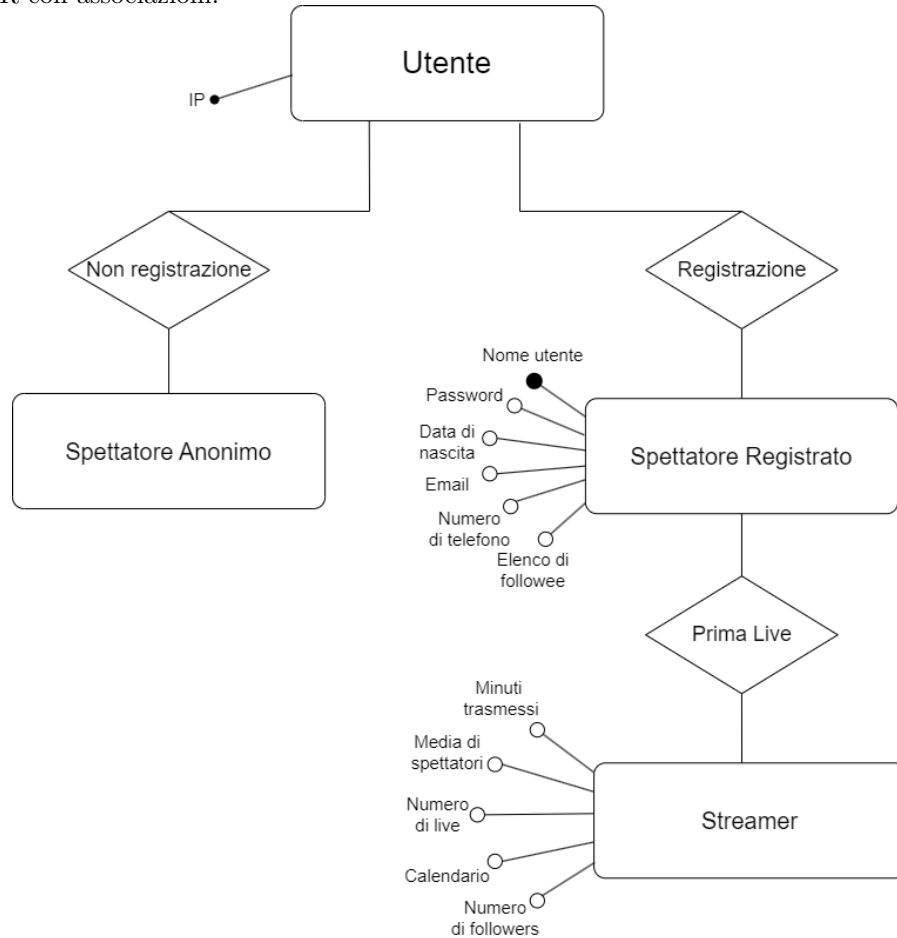 con associazioni.
Utente
IP
Non registrazione
Registrazione
Nome utente
Password
Data di
nascita
Email
Numero
di telefono
Elenco di
followee
Spettatore Anonimo
Spettatore Registrato
Prima Live
Minuti
trasmessi
Media di
spettatori
Numero
di live
Calendario
Numero
di followers
Streamer